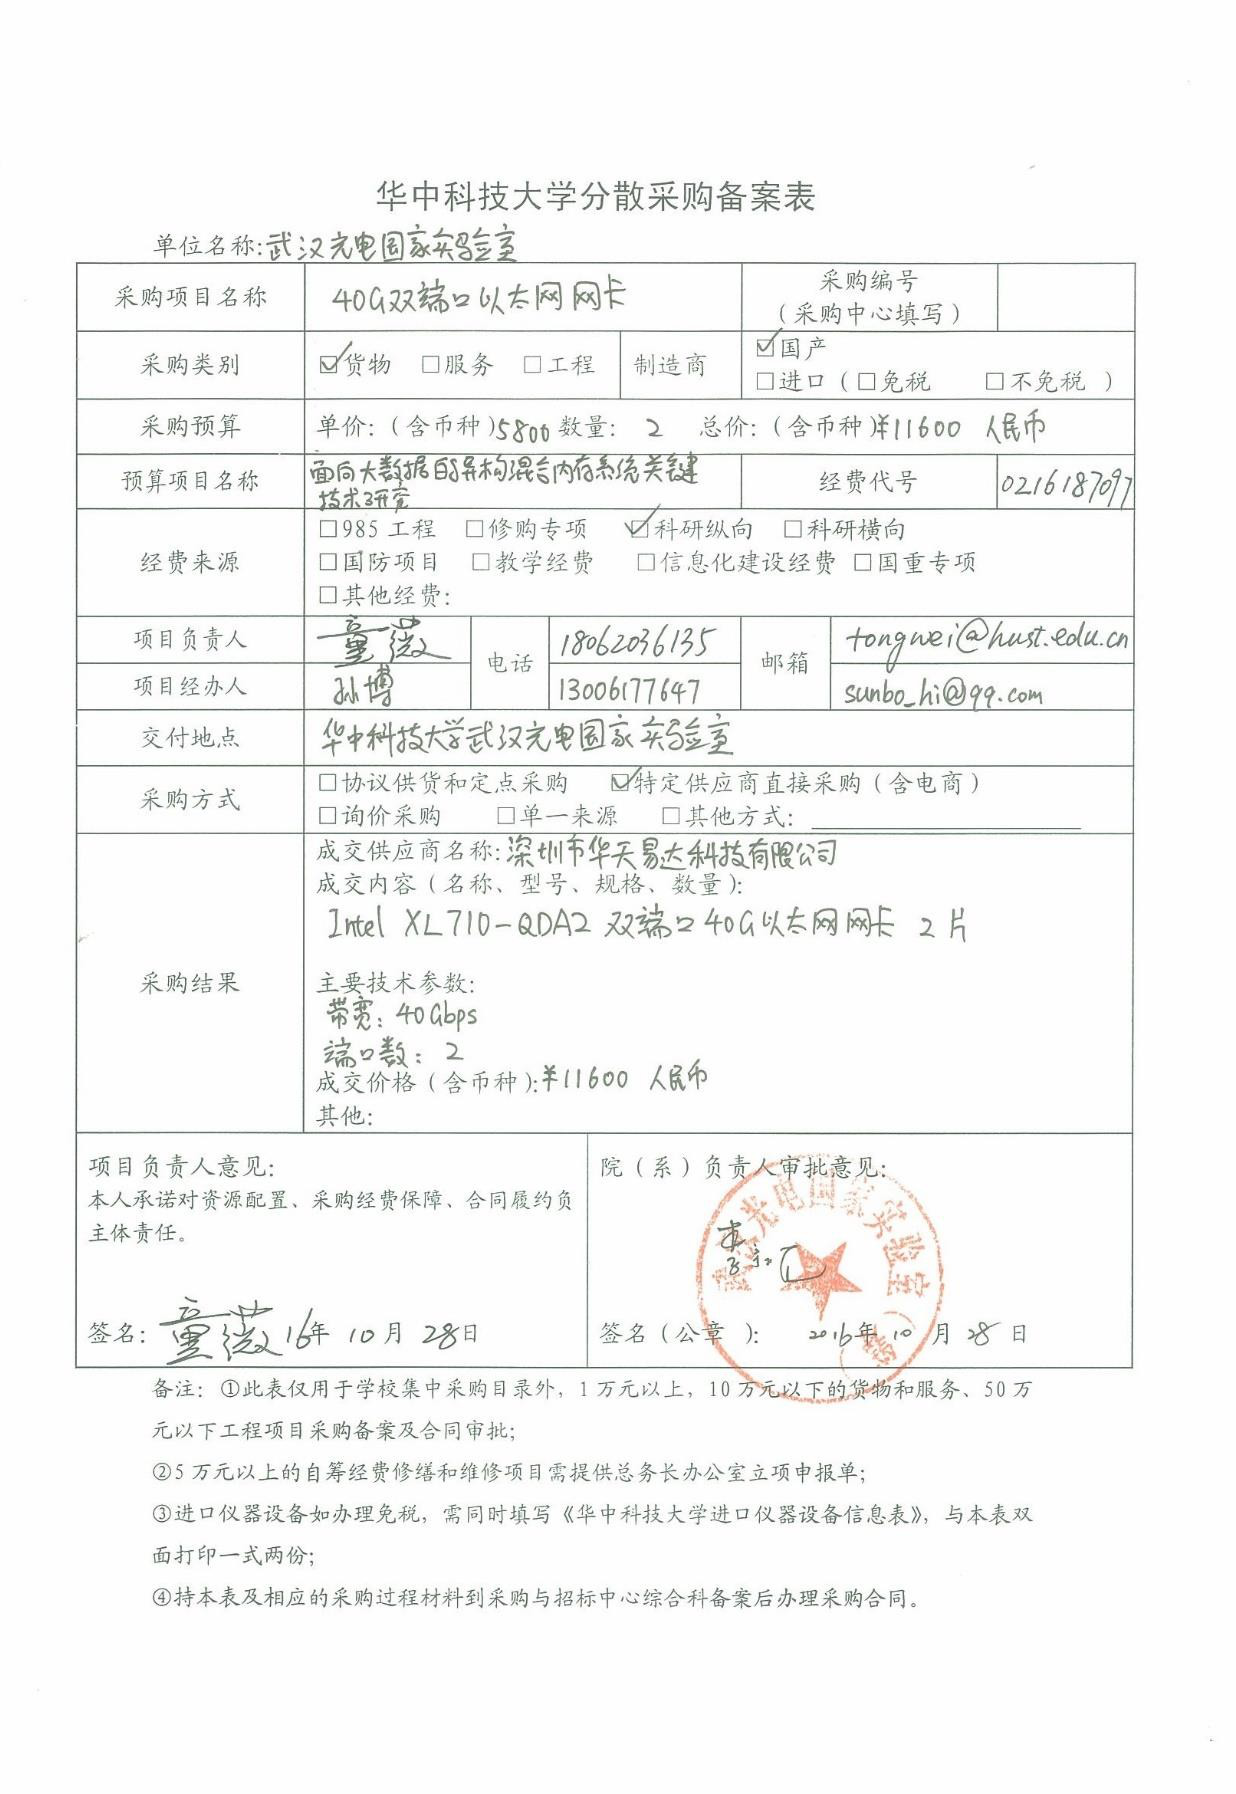 华中科技大学分散采购备案表
单位名称:武汉光电国家实验室
采购项目名称 40G双端口以太网网卡 采购编号
（采购中心填写）
采购类别 ☑货物 □服务 □工程 制造商 ☑国产
□进口（□免税 □不免税 ）
采购预算 单价:（含币种）5800 数量: 2 总价:（含币种）¥11600 人民币
预算项目名称 面向大数据的异构混合内存系统关键
技术研究 经费代号 0216187097
经费来源 □985 工程 □修购专项 ☑科研纵向 □科研横向
□国防项目 □教学经费 □信息化建设经费 □国重专项
□其他经费:
项目负责人 童薇 电话 18062036135 邮箱 tongwei@hust.edu.cn
项目经办人 孙博 13006177647 sunbo_hi@qq.com
交付地点 华中科技大学武汉光电国家实验室
采购方式 □协议供货和定点采购 ☑特定供应商直接采购（含电商）
□询价采购 □单一来源 □其他方式:
采购结果 成交供应商名称:深圳市华天易达科技有限公司
成交内容（名称、型号、规格、数量）:
Intel XL710-QDA2 双端口40G以太网网卡 2片
主要技术参数:
带宽: 40Gbps
端口数: 2
成交价格（含币种）:¥11600 人民币
其他:
项目负责人意见:
本人承诺对资源配置、采购经费保障、合同履约负
主体责任。
签名: 童薇 16年 10月 28日
院（系）负责人审批意见:
光电国家实验室
签名（公章 ）: 2016年 10 月 28 日
备注: ①此表仅用于学校集中采购目录外，1 万元以上，10 万元以下的货物和服务、50 万
元以下工程项目采购备案及合同审批;
②5 万元以上的自筹经费修缮和维修项目需提供总务长办公室立项申报单;
③进口仪器设备如办理免税，需同时填写《华中科技大学进口仪器设备信息表》，与本表双
面打印一式两份;
④持本表及相应的采购过程材料到采购与招标中心综合科备案后办理采购合同。